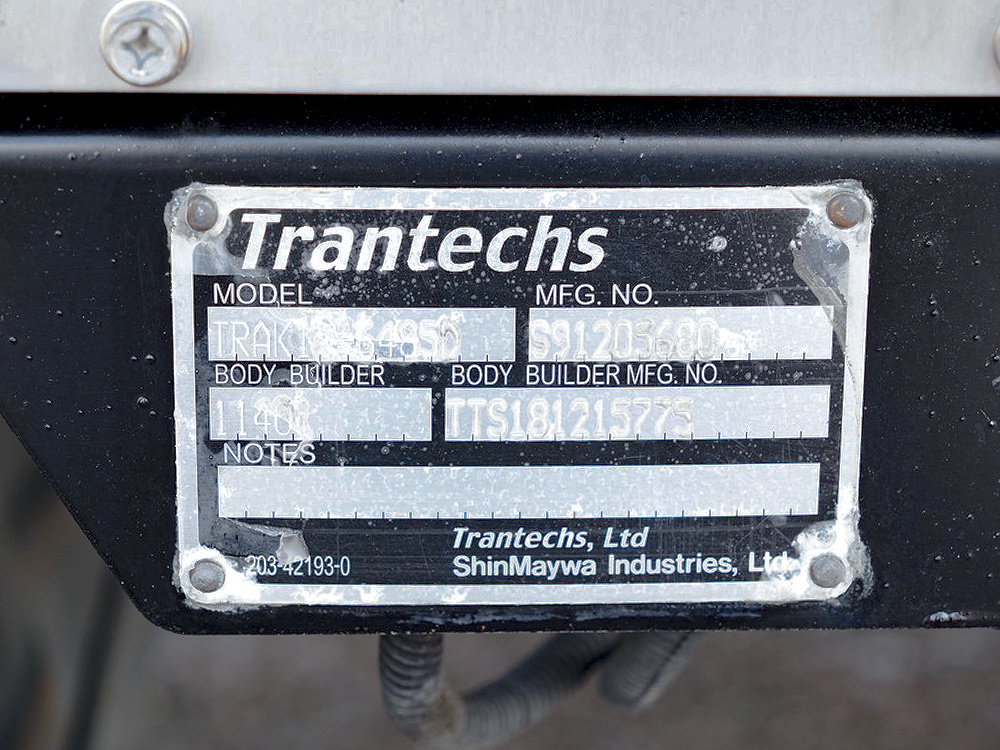 Trantechs
MODEL MFG. NO.
S91205680
BODY BUILDER BODY BUILDER MFG. NO.
TTS181215775
NOTES
Trantechs, Ltd
203-42193-0 ShinMaywa Industries, Ltd.